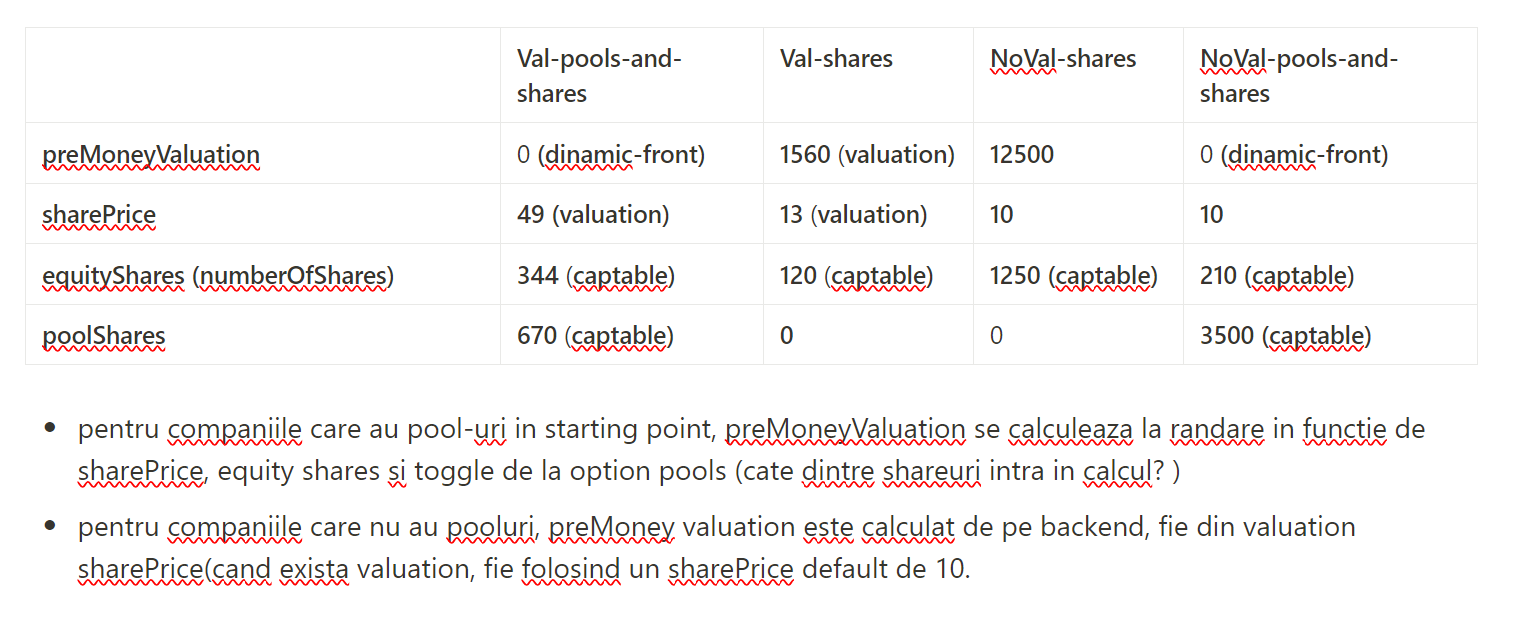 Val-pools-and-shares Val-shares NoVal-shares NoVal-pools-and-shares
preMoneyValuation 0 (dinamic-front) 1560 (valuation) 12500 0 (dinamic-front)
sharePrice 49 (valuation) 13 (valuation) 10 10
equityShares (numberOfShares) 344 (captable) 120 (captable) 1250 (captable) 210 (captable)
poolShares 670 (captable) 0 0 3500 (captable)
• pentru companiile care au pool-uri in starting point, preMoneyValuation se calculeaza la randare in functie de
sharePrice, equity shares si toggle de la option pools (cate dintre shareuri intra in calcul? )
• pentru companiile care nu au pooluri, preMoney valuation este calculat de pe backend, fie din valuation
sharePrice(cand exista valuation, fie folosind un sharePrice default de 10.